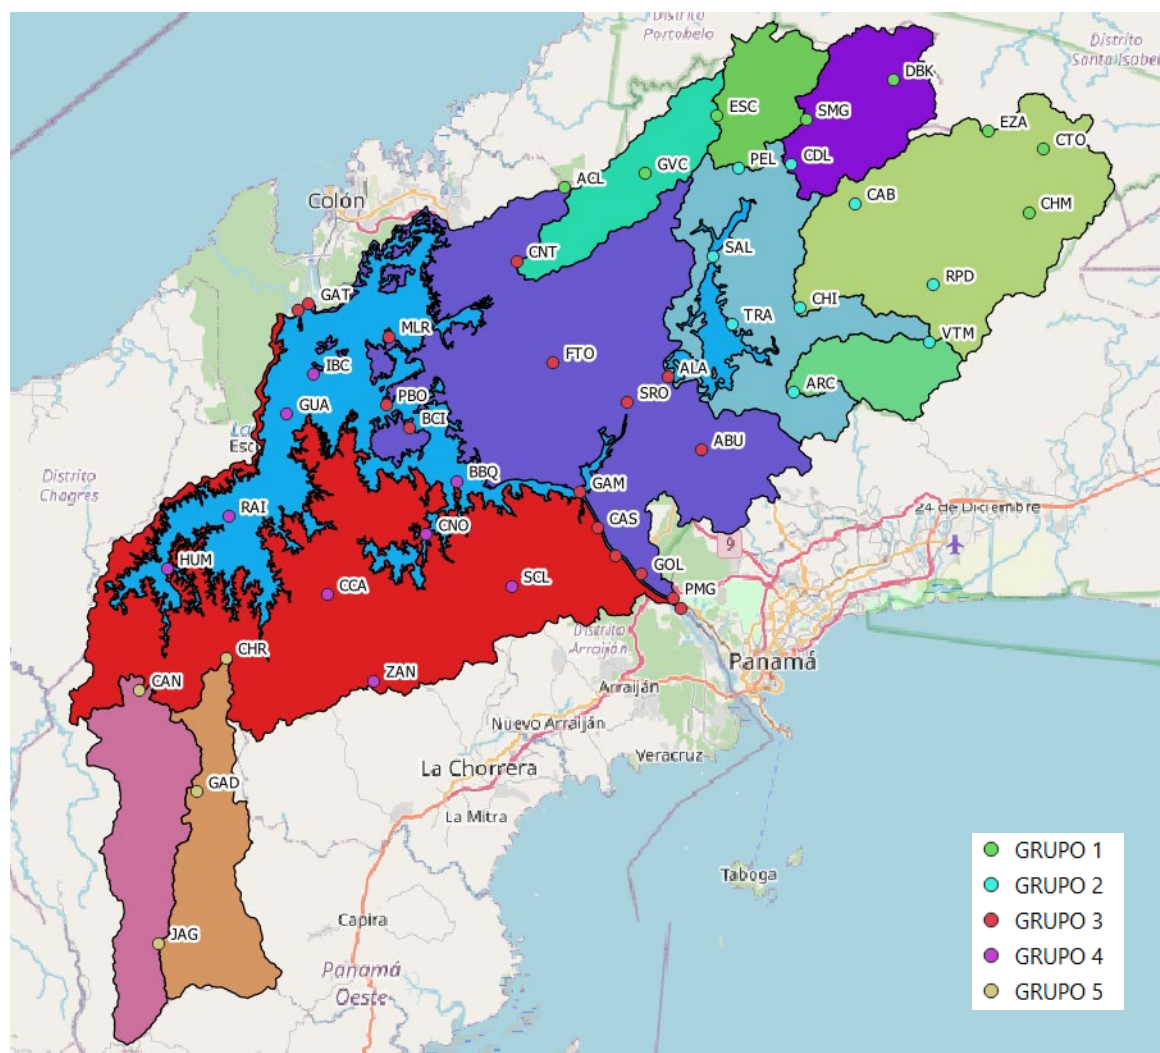 Distrito
Portobelo
Distrito
Santa Isabel
DBK
ESC
SMG
EZA
CTO
PEL
CDL
GVC
ACL
CAB
Colón
CHM
CNT
SAL
RPD
GAT
CHI
MLR
TRA
VTM
FTO
IBC
ALA
ARC
PBO
SRO
GUA
BCI
ABU
Distrito
Chagres
BBQ
GAM
24 de Diciembre
RAI
CAS
CNO
9
HUM
GOL
SCL
CCA
PMG
Distrito
Arraiján
CHR
Panamá
ZAN
CAN
Arraiján
Nuevo Arraiján
Veracruz
La Chorrera
GAD
La Mitra
Taboga
Capira
JAG
Panamá
Oeste
GRUPO 1
GRUPO 2
GRUPO 3
GRUPO 4
GRUPO 5